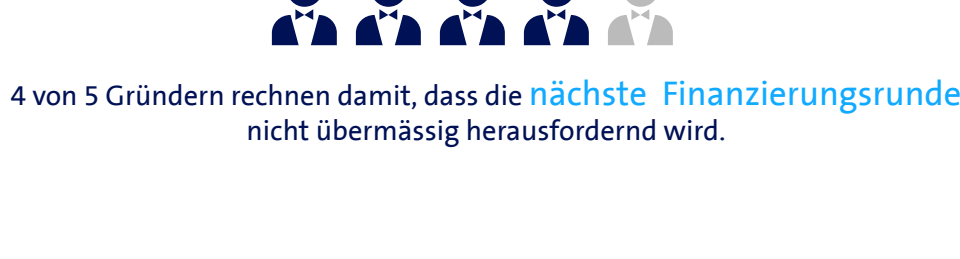 4 von 5 Gründern rechnen damit, dass die nächste Finanzierungsrunde
nicht übermässig herausfordernd wird.